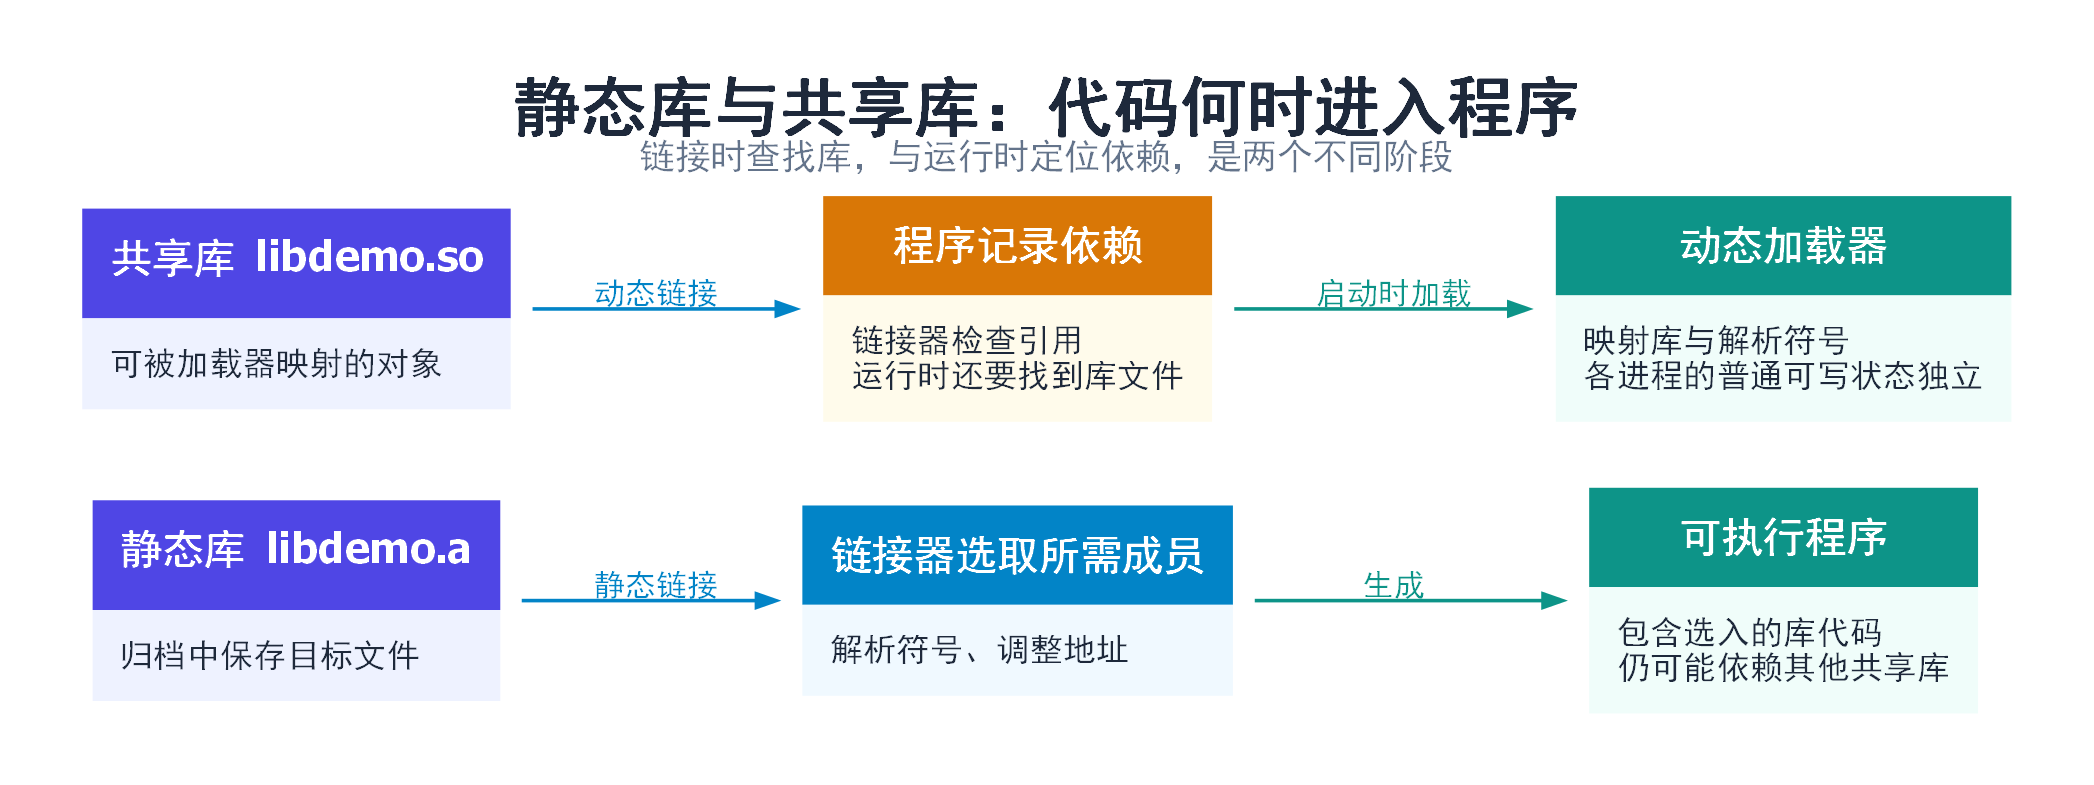 静态库与共享库：代码何时进入程序
链接时查找库，与运行时定位依赖，是两个不同阶段
共享库 libdemo.so
可被加载器映射的对象
动态链接
程序记录依赖
链接器检查引用
运行时还要找到库文件
启动时加载
动态加载器
映射库与解析符号
各进程的普通可写状态独立
静态库 libdemo.a
归档中保存目标文件
静态链接
链接器选取所需成员
解析符号、调整地址
生成
可执行程序
包含选入的库代码
仍可能依赖其他共享库